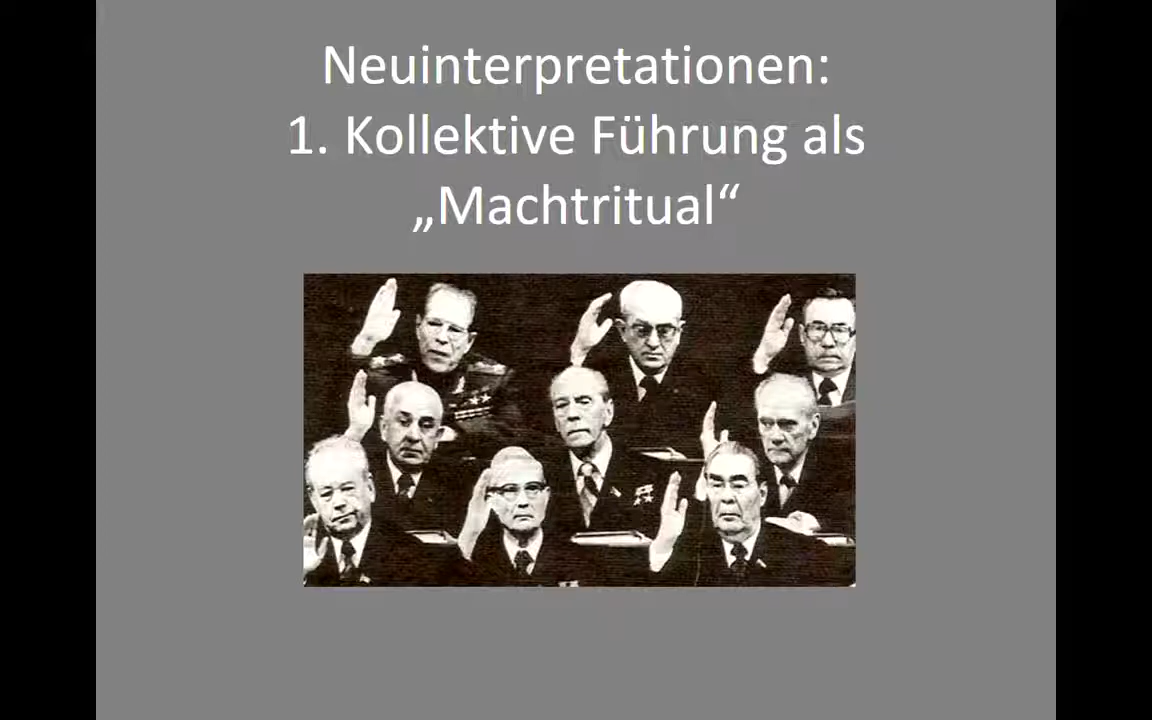 Neuinterpretationen:
1. Kollektive Führung als
„Machtritual“